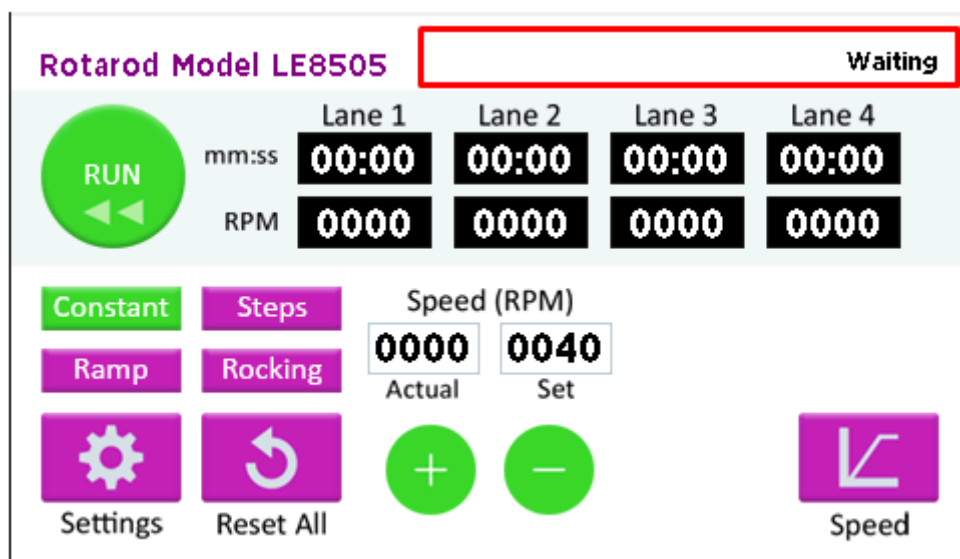 Rotarod Model LE8505 Waiting
Lane 1 Lane 2 Lane 3 Lane 4
RUN mm:ss 00:00 00:00 00:00 00:00
RPM 0000 0000 0000 0000
Constant Steps Speed (RPM)
0000 0040
Ramp Rocking Actual Set
+ −
Settings Reset All Speed